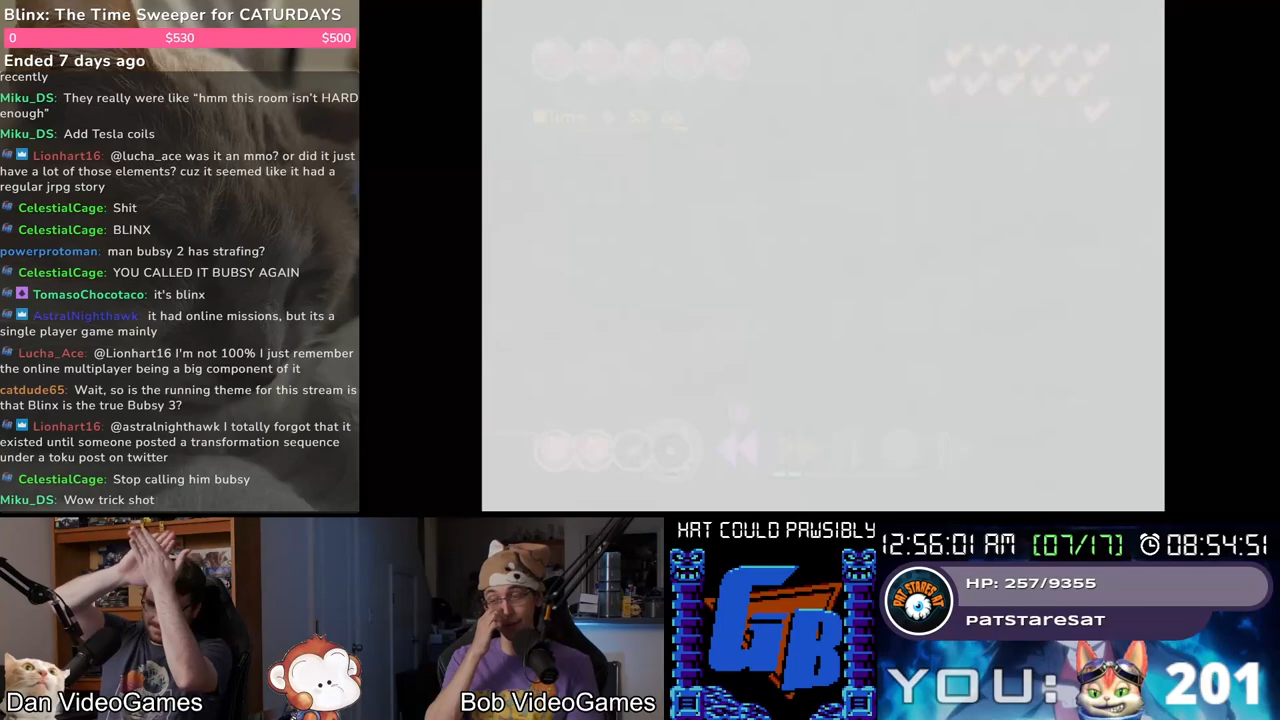 Blinx: The Time Sweeper for CATURDAYS
0 $530 $500
Ended 7 days ago
recently
Miku_DS: They really were like “hmm this room isn’t HARD
enough”
Miku_DS: Add Tesla coils
Lionhart16: @lucha_ace was it an mmo? or did it just
have a lot of those elements? cuz it seemed like it had a
regular jrpg story
CelestialCage: Shit
CelestialCage: BLINX
powerprotoman: man bubsy 2 has strafing?
CelestialCage: YOU CALLED IT BUBSY AGAIN
TomasoChocotaco: it's blinx
AstralNighthawk: it had online missions, but its a
single player game mainly
Lucha_Ace: @Lionhart16 I'm not 100% I just remember
the online multiplayer being a big component of it
catdude65: Wait, so is the running theme for this stream is
that Blinx is the true Bubsy 3?
Lionhart16: @astralnighthawk I totally forgot that it
existed until someone posted a transformation sequence
under a toku post on twitter
CelestialCage: Stop calling him bubsy
Miku_DS: Wow trick shot
Time
HAT COULD PAWSIBLY
12:56:01 AM [07/17] 08:54:51
GB
PAT STARES AT
HP: 257/9355
PaTSTareSaT
YOU: 201
Dan VideoGames
Bob VideoGames